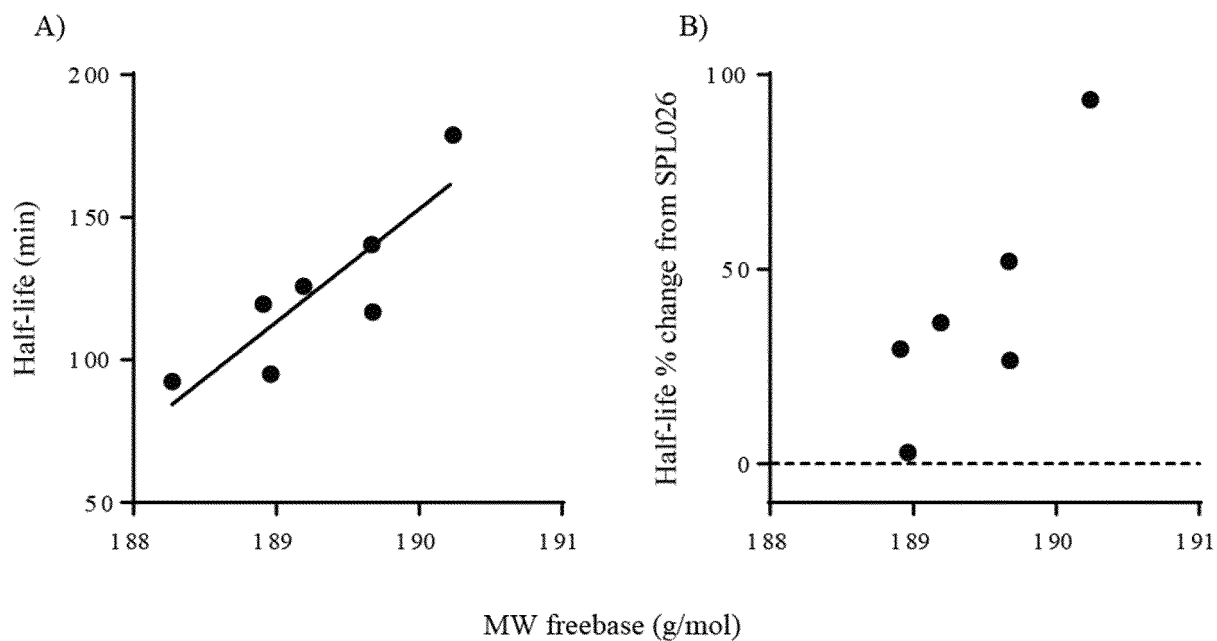 A)
200
150
100
50
Half-life (min)
188 189 190 191
B)
100
50
0
Half-life % change from SPL026
188 189 190 191
MW freebase (g/mol)